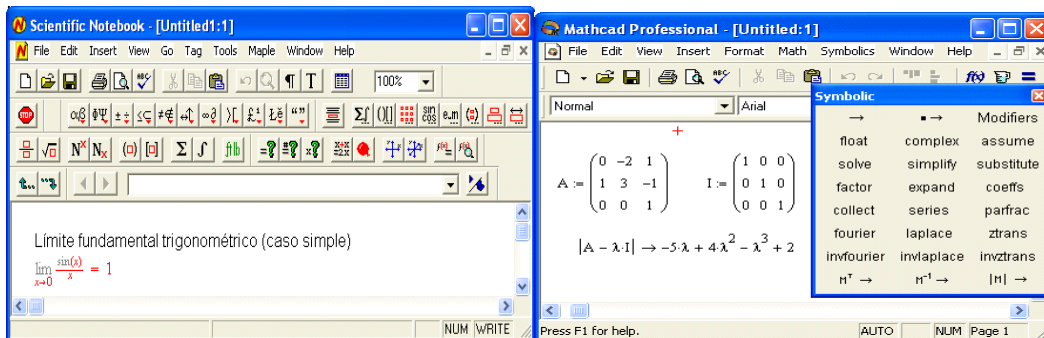 Scientific Notebook - [Untitled1:1]
File Edit Insert View Go Tag Tools Maple Window Help
100%
STOP
Límite fundamental trigonométrico (caso simple)
lim x→0 sin(x)/x = 1
NUM WRITE
Mathcad Professional - [Untitled:1]
File Edit View Insert Format Math Symbolics Window Help
Normal Arial
A := (0 -2 1
1 3 -1
0 0 1)
I := (1 0 0
0 1 0
0 0 1)
|A - λ·I| → -5·λ + 4·λ² - λ³ + 2
Symbolic
→ ▪ → Modifiers
float complex assume
solve simplify substitute
factor expand coeffs
collect series parfrac
fourier laplace ztrans
invfourier invlaplace invztrans
Mᵀ → M⁻¹ → |M| →
Press F1 for help.
AUTO NUM Page 1